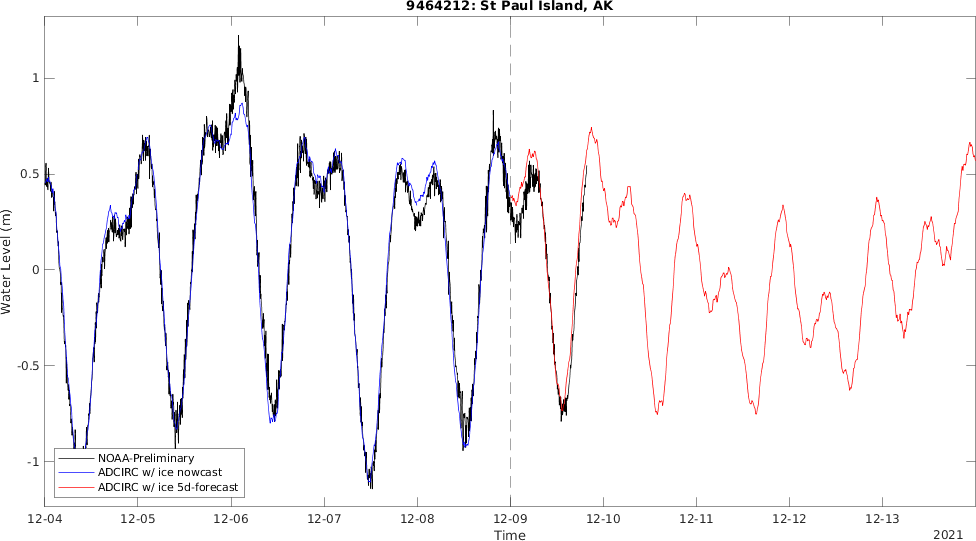 9464212: St Paul Island, AK
Water Level (m)
1
0.5
0
-0.5
-1
NOAA-Preliminary
ADCIRC w/ ice nowcast
ADCIRC w/ ice 5d-forecast
12-04 12-05 12-06 12-07 12-08 12-09 12-10 12-11 12-12 12-13
Time
2021